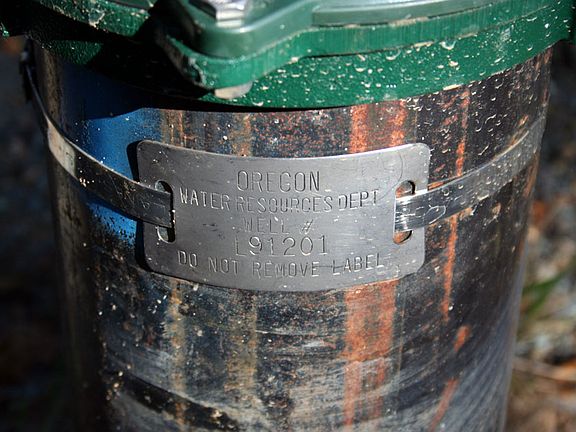 OREGON
WATER RESOURCES DEPT
WELL #
L91201
DO NOT REMOVE LABEL